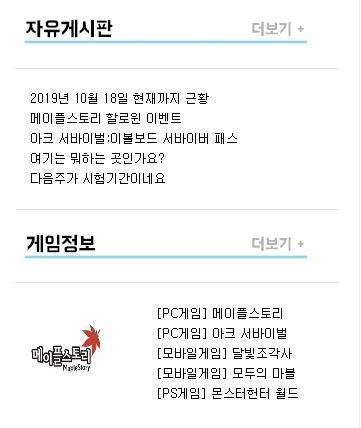 자유게시판 더보기 +
2019년 10월 18일 현재까지 근황
메이플스토리 할로윈 이벤트
아크 서바이벌:이볼보드 서바이버 패스
여기는 뭐하는 곳인가요?
다음주가 시험기간이네요
게임정보 더보기 +
메이플스토리
MapleStory
[PC게임] 메이플스토리
[PC게임] 아크 서바이벌
[모바일게임] 달빛조각사
[모바일게임] 모두의 마블
[PS게임] 몬스터헌터 월드